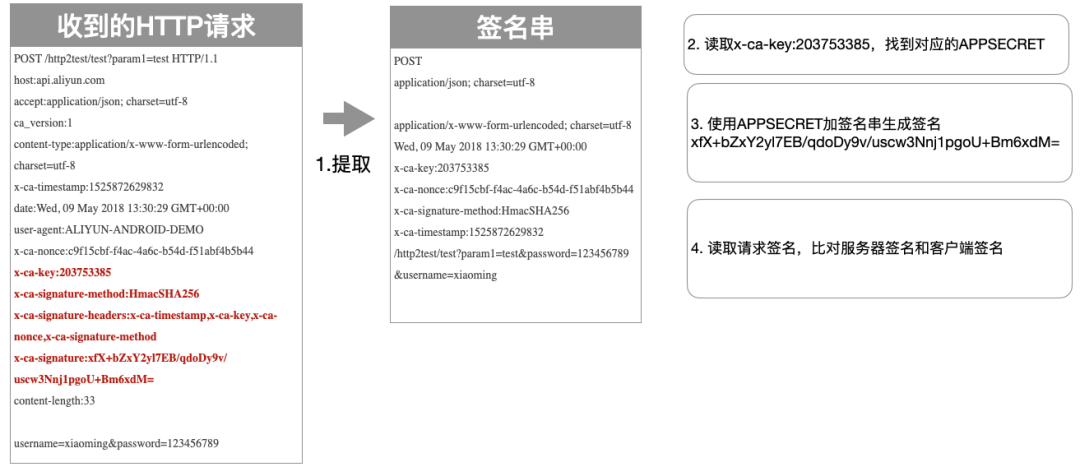 收到的HTTP请求
POST /http2test/test?param1=test HTTP/1.1
host:api.aliyun.com
accept:application/json; charset=utf-8
ca_version:1
content-type:application/x-www-form-urlencoded;
charset=utf-8
x-ca-timestamp:1525872629832
date:Wed, 09 May 2018 13:30:29 GMT+00:00
user-agent:ALIYUN-ANDROID-DEMO
x-ca-nonce:c9f15cbf-f4ac-4a6c-b54d-f51abf4b5b44
x-ca-key:203753385
x-ca-signature-method:HmacSHA256
x-ca-signature-headers:x-ca-timestamp,x-ca-key,x-ca-
nonce,x-ca-signature-method
x-ca-signature:xfX+bZxY2yl7EB/qdoDy9v/
uscw3Nnj1pgoU+Bm6xdM=
content-length:33
username=xiaoming&password=123456789
1.提取
签名串
POST
application/json; charset=utf-8
application/x-www-form-urlencoded; charset=utf-8
Wed, 09 May 2018 13:30:29 GMT+00:00
x-ca-key:203753385
x-ca-nonce:c9f15cbf-f4ac-4a6c-b54d-f51abf4b5b44
x-ca-signature-method:HmacSHA256
x-ca-timestamp:1525872629832
/http2test/test?param1=test&password=123456789
&username=xiaoming
2. 读取x-ca-key:203753385，找到对应的APPSECRET
3. 使用APPSECRET加签名串生成签名
xfX+bZxY2yl7EB/qdoDy9v/uscw3Nnj1pgoU+Bm6xdM=
4. 读取请求签名，比对服务器签名和客户端签名